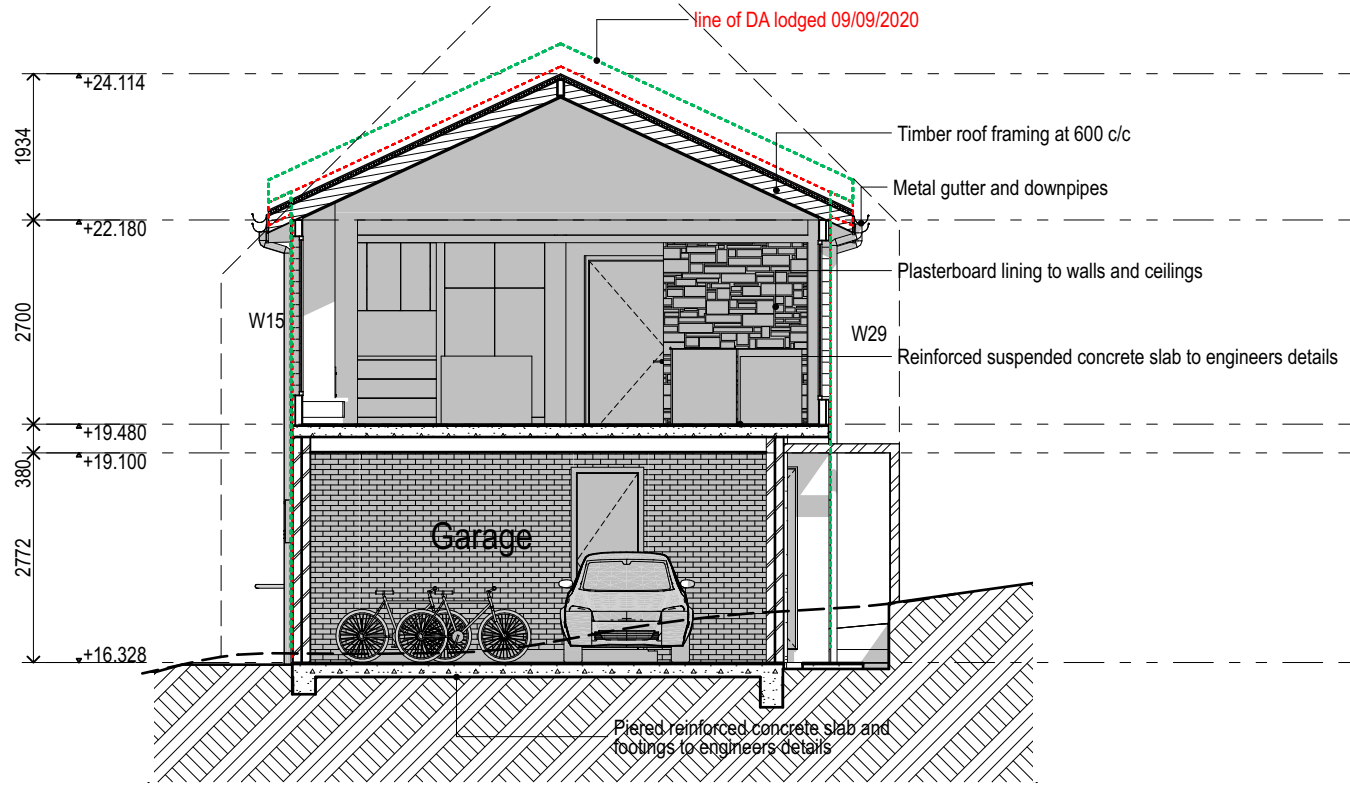 line of DA lodged 09/09/2020
+24.114
1934
Timber roof framing at 600 c/c
Metal gutter and downpipes
+22.180
Plasterboard lining to walls and ceilings
2700
W15
W29
Reinforced suspended concrete slab to engineers details
+19.480
380
+19.100
Garage
2772
+16.328
Piered reinforced concrete slab and
footings to engineers details